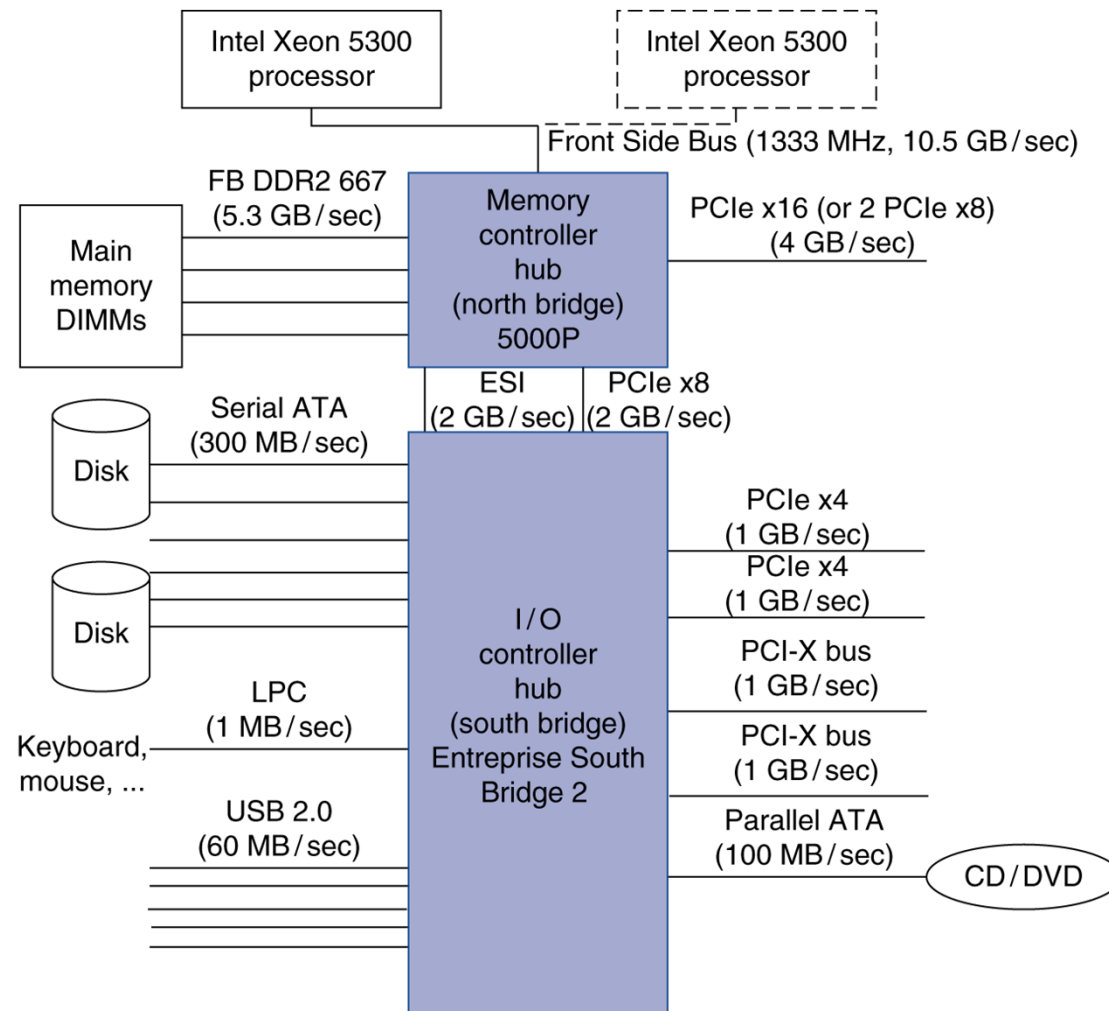 Intel Xeon 5300
processor
Intel Xeon 5300
processor
Front Side Bus (1333 MHz, 10.5 GB/sec)
FB DDR2 667
(5.3 GB/sec)
Main
memory
DIMMs
Memory
controller
hub
(north bridge)
5000P
PCIe x16 (or 2 PCIe x8)
(4 GB/sec)
ESI
(2 GB/sec)
PCIe x8
(2 GB/sec)
Serial ATA
(300 MB/sec)
Disk
Disk
LPC
(1 MB/sec)
Keyboard,
mouse, ...
USB 2.0
(60 MB/sec)
I/O
controller
hub
(south bridge)
Entreprise South
Bridge 2
PCIe x4
(1 GB/sec)
PCIe x4
(1 GB/sec)
PCI-X bus
(1 GB/sec)
PCI-X bus
(1 GB/sec)
Parallel ATA
(100 MB/sec)
CD/DVD